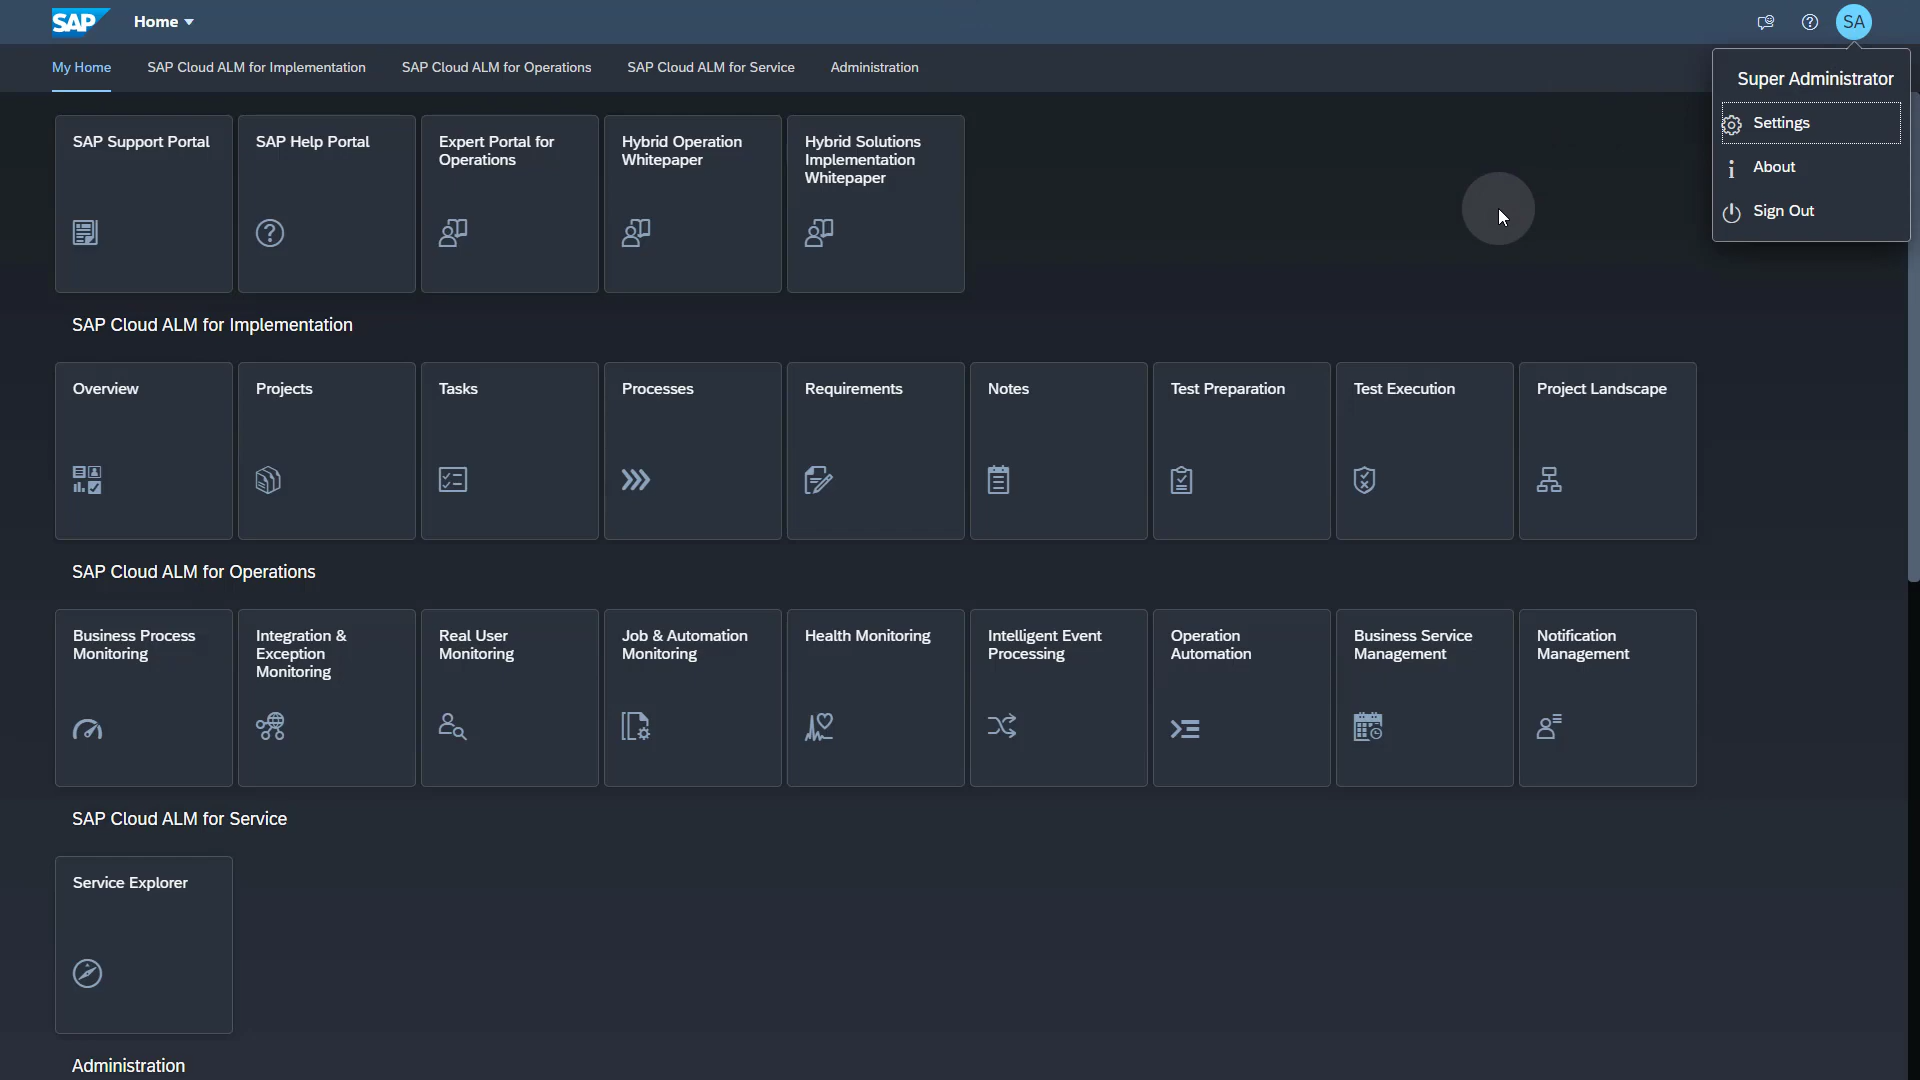 SAP
Home
SA
My Home
SAP Cloud ALM for Implementation
SAP Cloud ALM for Operations
SAP Cloud ALM for Service
Administration
Super Administrator
Settings
About
Sign Out
SAP Support Portal
SAP Help Portal
Expert Portal for
Operations
Hybrid Operation
Whitepaper
Hybrid Solutions
Implementation
Whitepaper
SAP Cloud ALM for Implementation
Overview
Projects
Tasks
Processes
Requirements
Notes
Test Preparation
Test Execution
Project Landscape
SAP Cloud ALM for Operations
Business Process
Monitoring
Integration &
Exception
Monitoring
Real User
Monitoring
Job & Automation
Monitoring
Health Monitoring
Intelligent Event
Processing
Operation
Automation
Business Service
Management
Notification
Management
SAP Cloud ALM for Service
Service Explorer
Administration